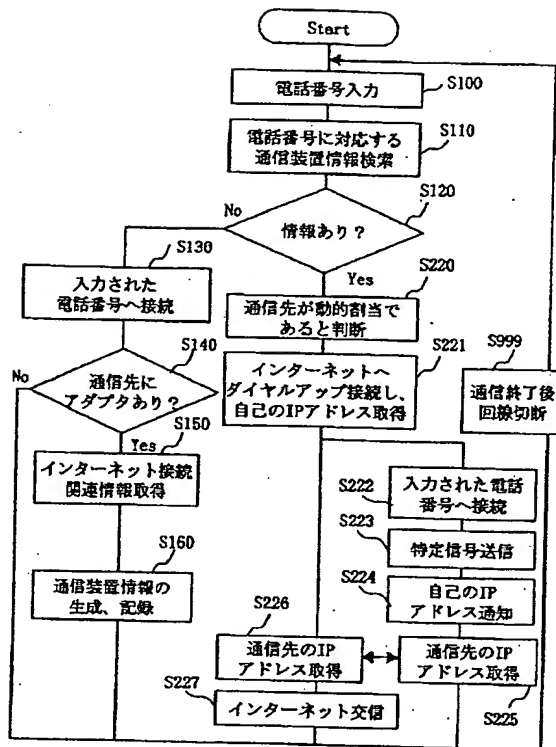 Start
電話番号入力
S100
電話番号に対応する
通信装置情報検索
S110
S120
No
情報あり？
Yes
S130
入力された
電話番号へ接続
S220
通信先が動的割当で
あると判断
S140
No
通信先に
アダプタあり？
Yes
S221
インターネットへ
ダイヤルアップ接続し、
自己のIPアドレス取得
S999
通信終了後
回線切断
S150
インターネット接続
関連情報取得
S222
入力された電話
番号へ接続
S223
特定信号送信
S160
通信装置情報の
生成、記録
S224
自己のIP
アドレス通知
S226
通信先のIP
アドレス取得
通信先のIP
アドレス取得
S225
S227
インターネット交信